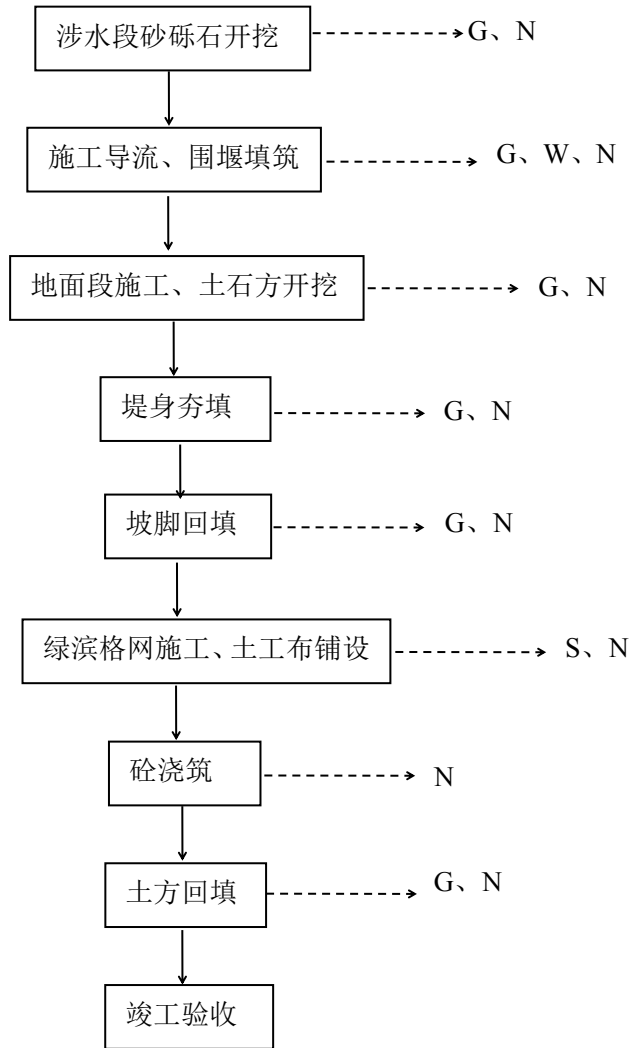 涉水段砂砾石开挖
G、N
施工导流、围堰填筑
G、W、N
地面段施工、土石方开挖
G、N
堤身夯填
G、N
坡脚回填
G、N
绿滨格网施工、土工布铺设
S、N
砼浇筑
N
土方回填
G、N
竣工验收